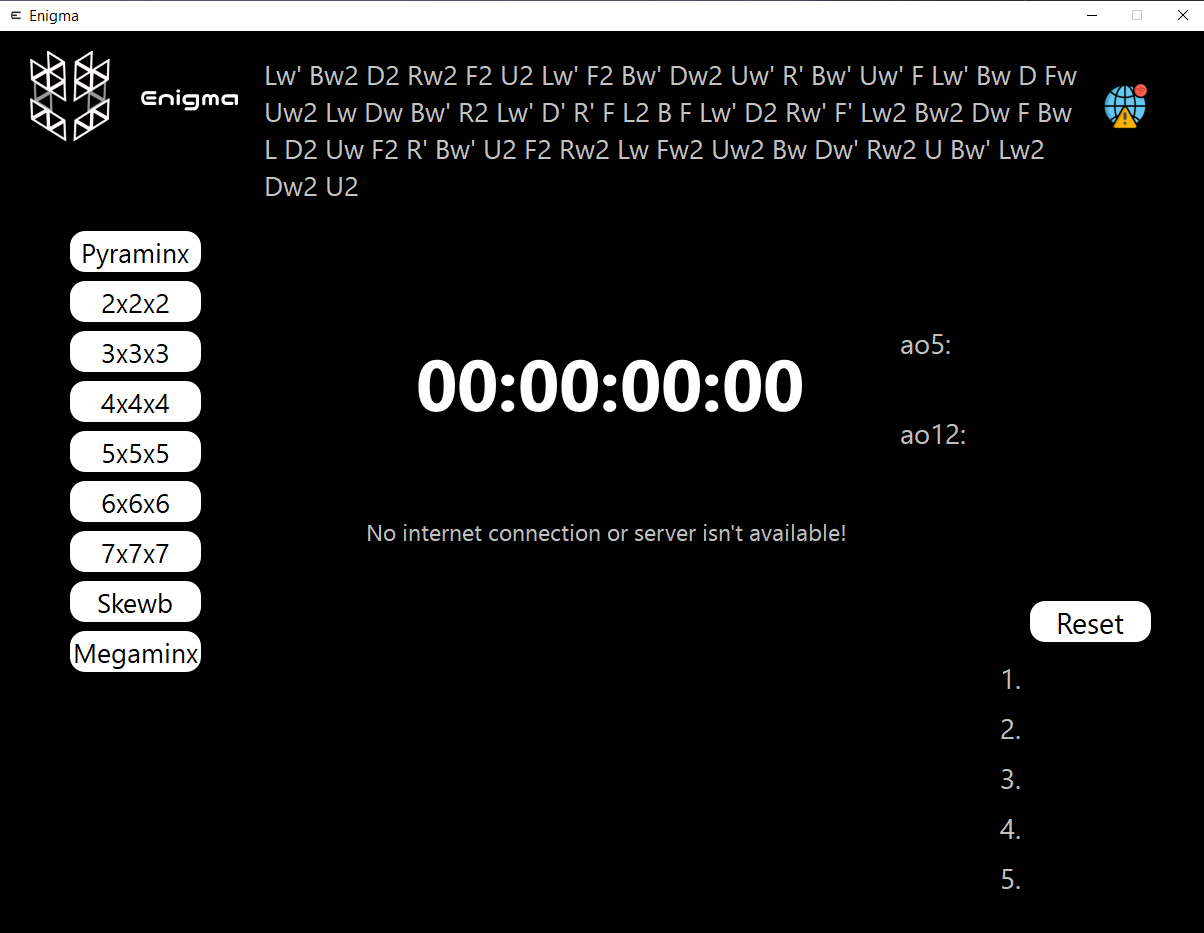 Enigma
Enigma
Lw' Bw2 D2 Rw2 F2 U2 Lw' F2 Bw' Dw2 Uw' R' Bw' Uw' F Lw' Bw D Fw
Uw2 Lw Dw Bw' R2 Lw' D' R' F L2 B F Lw' D2 Rw' F' Lw2 Bw2 Dw F Bw
L D2 Uw F2 R' Bw' U2 F2 Rw2 Lw Fw2 Uw2 Bw Dw' Rw2 U Bw' Lw2
Dw2 U2
Pyraminx
2x2x2
3x3x3
4x4x4
5x5x5
6x6x6
7x7x7
Skewb
Megaminx
00:00:00:00
ao5:
ao12:
No internet connection or server isn't available!
Reset
1.
2.
3.
4.
5.